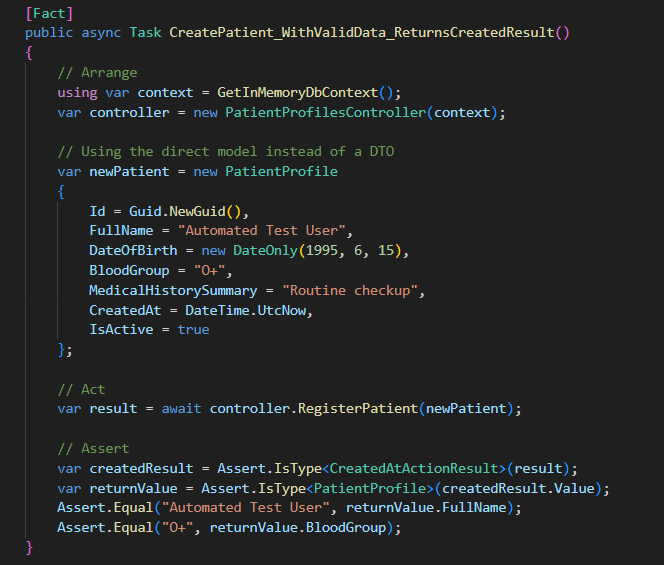 [Fact]
public async Task CreatePatient_WithValidData_ReturnsCreatedResult()
{
    // Arrange
    using var context = GetInMemoryDbContext();
    var controller = new PatientProfilesController(context);

    // Using the direct model instead of a DTO
    var newPatient = new PatientProfile
    {
        Id = Guid.NewGuid(),
        FullName = "Automated Test User",
        DateOfBirth = new DateOnly(1995, 6, 15),
        BloodGroup = "O+",
        MedicalHistorySummary = "Routine checkup",
        CreatedAt = DateTime.UtcNow,
        IsActive = true
    };

    // Act
    var result = await controller.RegisterPatient(newPatient);

    // Assert
    var createdResult = Assert.IsType<CreatedAtActionResult>(result);
    var returnValue = Assert.IsType<PatientProfile>(createdResult.Value);
    Assert.Equal("Automated Test User", returnValue.FullName);
    Assert.Equal("O+", returnValue.BloodGroup);
}